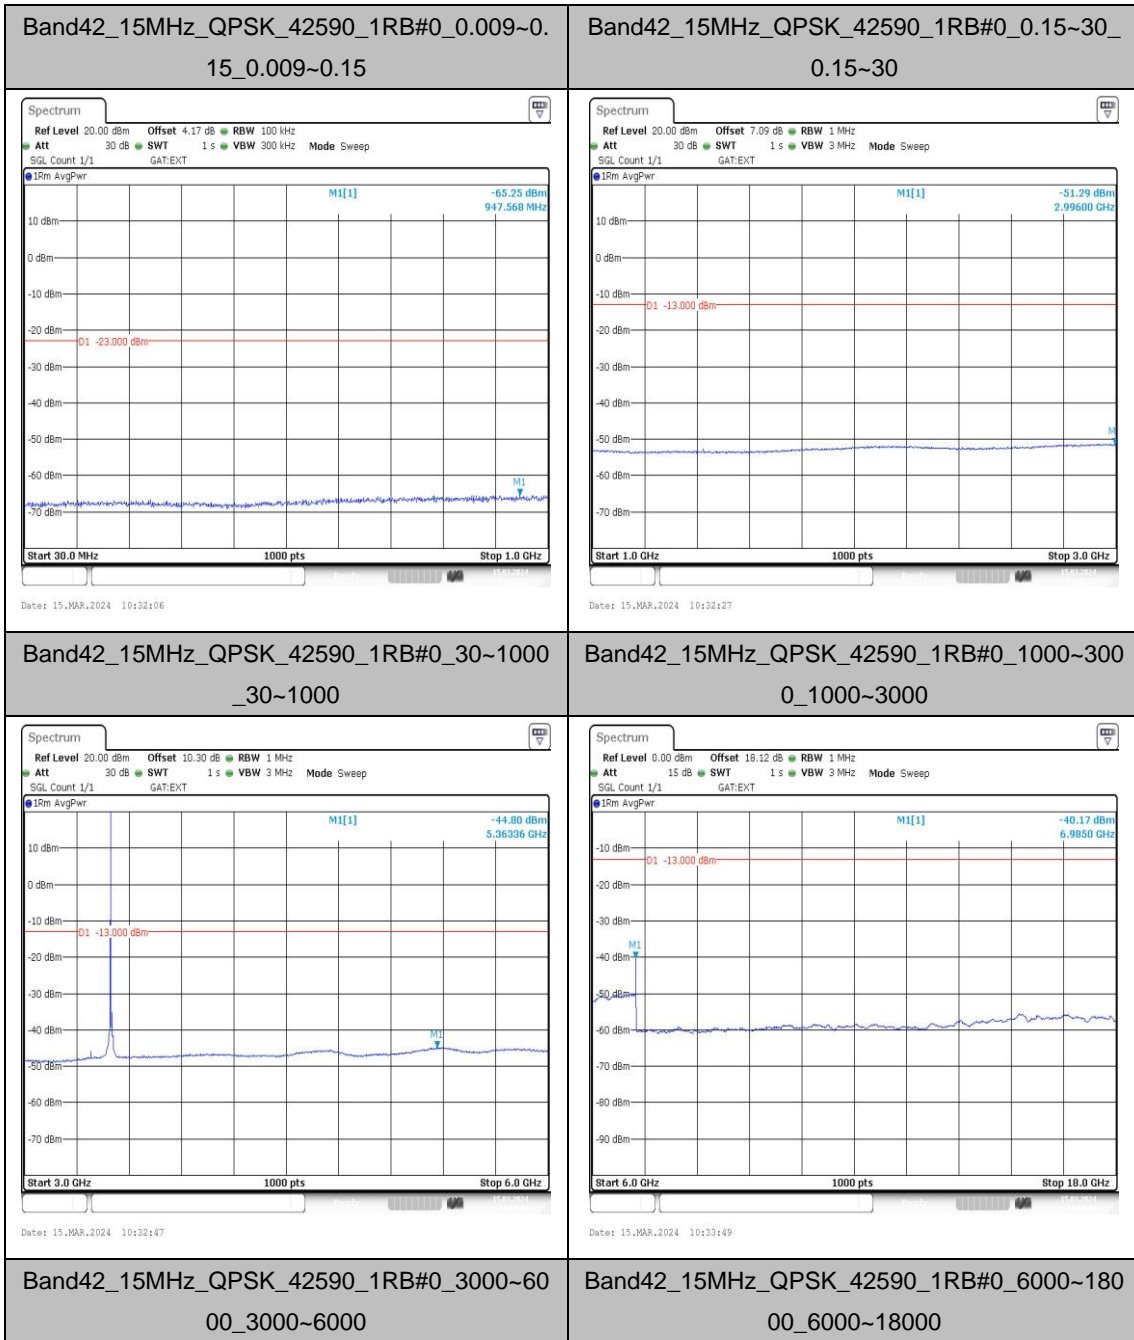 Band42_15MHz_QPSK_42590_1RB#0_0.009~0.
15_0.009~0.15
Band42_15MHz_QPSK_42590_1RB#0_0.15~30_
0.15~30
Spectrum
Ref Level 20.00 dBm Offset 4.17 dB RBW 100 kHz
Att 30 dB SWT 1 s VBW 300 kHz Mode Sweep
SGL Count 1/1 GAT:EXT
1Rm AvgPwr
M1[1] -65.25 dBm
947.568 MHz
10 dBm
0 dBm
-10 dBm
-20 dBm
D1 -23.000 dBm
-30 dBm
-40 dBm
-50 dBm
-60 dBm
M1
-70 dBm
Start 30.0 MHz 1000 pts Stop 1.0 GHz
Date: 15.MAR.2024 10:32:06
Spectrum
Ref Level 20.00 dBm Offset 7.09 dB RBW 1 MHz
Att 30 dB SWT 1 s VBW 3 MHz Mode Sweep
SGL Count 1/1 GAT:EXT
1Rm AvgPwr
M1[1] -51.29 dBm
2.99600 GHz
10 dBm
0 dBm
-10 dBm
D1 -13.000 dBm
-20 dBm
-30 dBm
-40 dBm
-50 dBm
M
-60 dBm
-70 dBm
Start 1.0 GHz 1000 pts Stop 3.0 GHz
Date: 15.MAR.2024 10:32:27
Band42_15MHz_QPSK_42590_1RB#0_30~1000
_30~1000
Band42_15MHz_QPSK_42590_1RB#0_1000~300
0_1000~3000
Spectrum
Ref Level 20.00 dBm Offset 10.30 dB RBW 1 MHz
Att 30 dB SWT 1 s VBW 3 MHz Mode Sweep
SGL Count 1/1 GAT:EXT
1Rm AvgPwr
M1[1] -44.80 dBm
5.36336 GHz
10 dBm
0 dBm
-10 dBm
D1 -13.000 dBm
-20 dBm
-30 dBm
-40 dBm
M1
-50 dBm
-60 dBm
-70 dBm
Start 3.0 GHz 1000 pts Stop 6.0 GHz
Date: 15.MAR.2024 10:32:47
Spectrum
Ref Level 0.00 dBm Offset 18.12 dB RBW 1 MHz
Att 15 dB SWT 1 s VBW 3 MHz Mode Sweep
SGL Count 1/1 GAT:EXT
1Rm AvgPwr
M1[1] -40.17 dBm
6.9850 GHz
-10 dBm
D1 -13.000 dBm
-20 dBm
-30 dBm
M1
-40 dBm
-50 dBm
-60 dBm
-70 dBm
-80 dBm
-90 dBm
Start 6.0 GHz 1000 pts Stop 18.0 GHz
Date: 15.MAR.2024 10:33:49
Band42_15MHz_QPSK_42590_1RB#0_3000~60
00_3000~6000
Band42_15MHz_QPSK_42590_1RB#0_6000~180
00_6000~18000